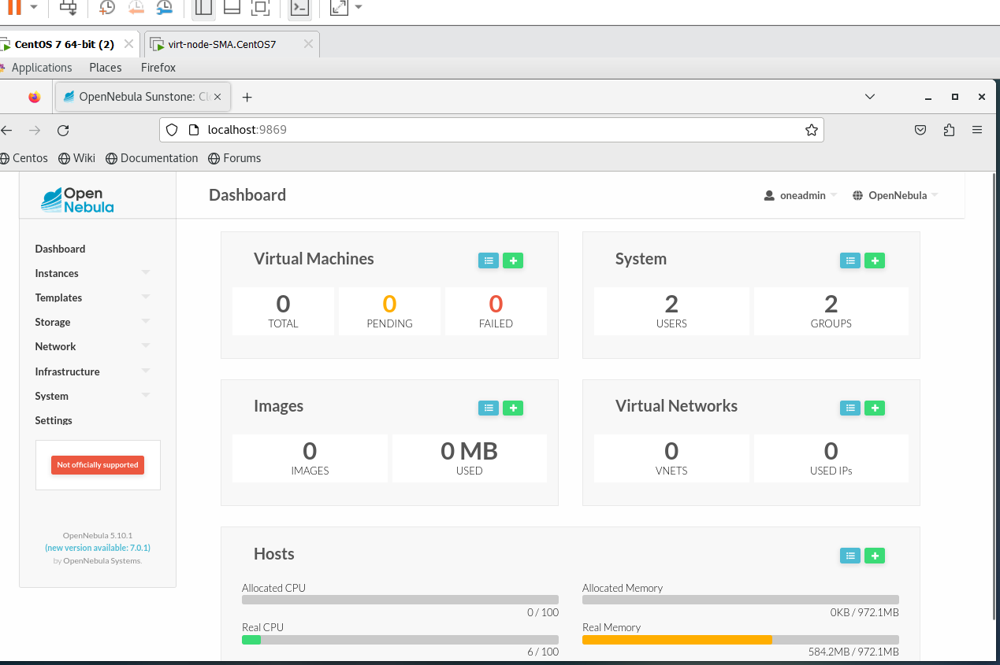 CentOS 7 64-bit (2) virt-node-SMA.CentOS7
Applications Places Firefox
OpenNebula Sunstone: Cl
localhost:9869
Centos Wiki Documentation Forums
Open
Nebula
Dashboard
oneadmin OpenNebula
Dashboard
Instances
Templates
Storage
Network
Infrastructure
System
Settings
Not officially supported
OpenNebula 5.10.1
(new version available: 7.0.1)
by OpenNebula Systems.
Virtual Machines
0 0 0
TOTAL PENDING FAILED
System
2 2
USERS GROUPS
Images
0 0 MB
IMAGES USED
Virtual Networks
0 0
VNETS USED IPs
Hosts
Allocated CPU
0 / 100
Real CPU
6 / 100
Allocated Memory
0KB / 972.1MB
Real Memory
584.2MB / 972.1MB